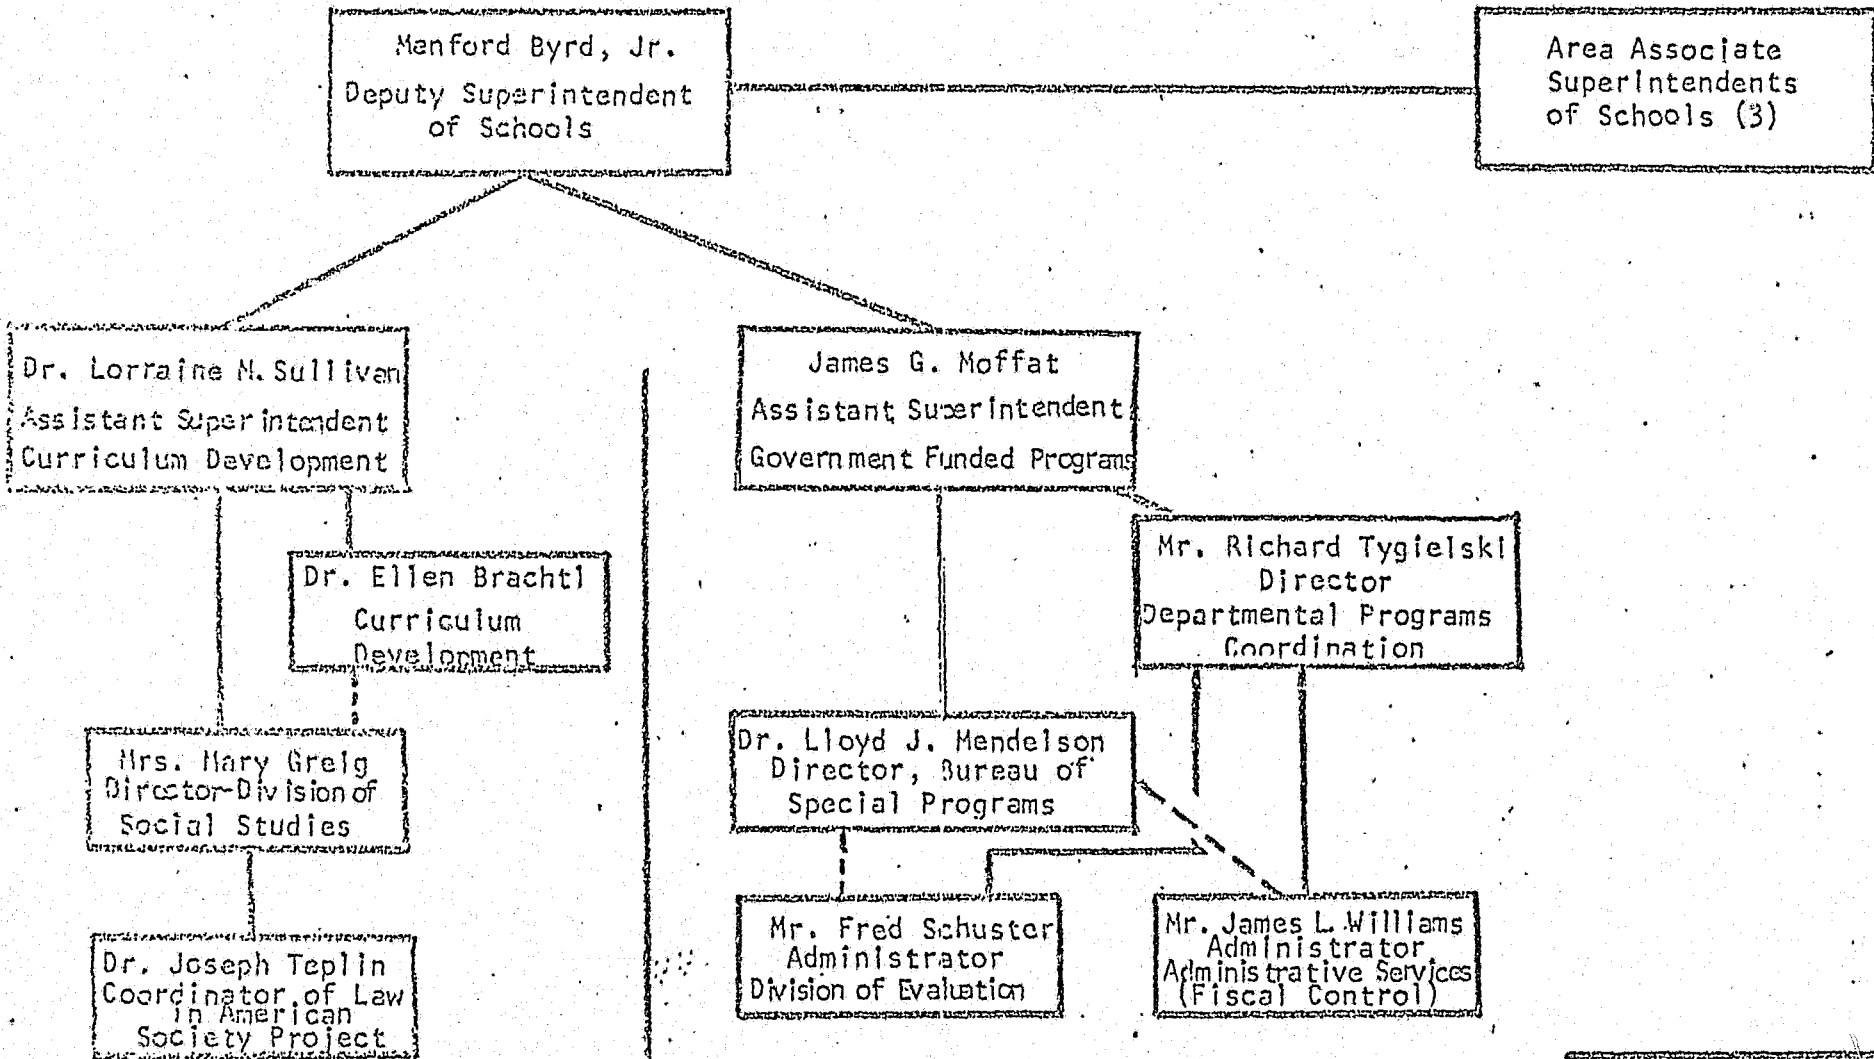 Manford Byrd, Jr.
Deputy Superintendent
of Schools
Area Associate
Superintendents
of Schools (3)
Dr. Lorraine M. Sullivan
Assistant Superintendent
Curriculum Development
James G. Moffat
Assistant Superintendent
Government Funded Programs
Dr. Ellen Brachtl
Curriculum
Development
Mr. Richard Tygielski
Director
Departmental Programs
Coordination
Mrs. Mary Greig
Director-Division of
Social Studies
Dr. Lloyd J. Mendelson
Director, Bureau of
Special Programs
Dr. Joseph Teplin
Coordinator of Law
in American
Society Project
Mr. Fred Schuster
Administrator
Division of Evaluation
Mr. James L. Williams
Administrator
Administrative Services
(Fiscal Control)